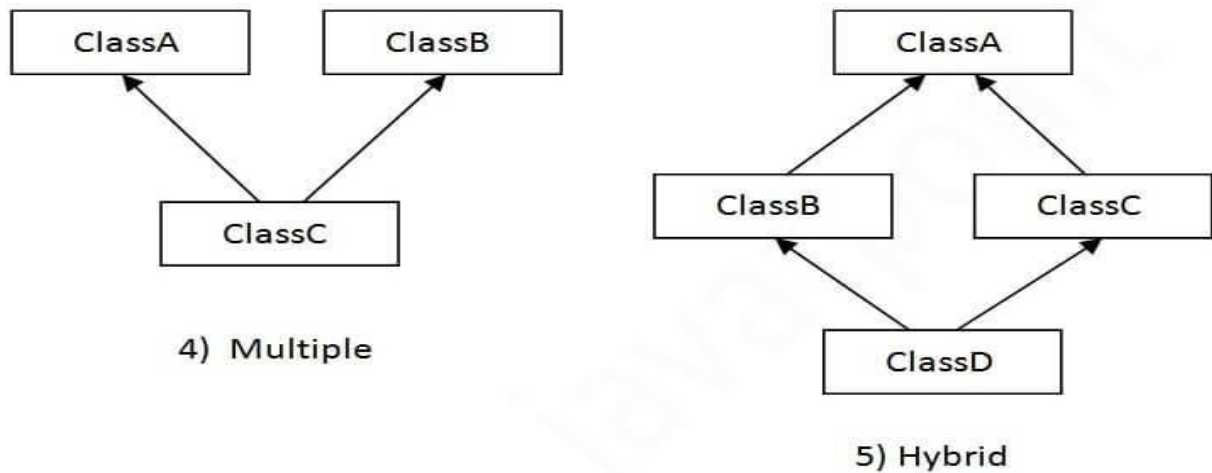 ClassA
ClassB
ClassC
4) Multiple
ClassA
ClassB
ClassC
ClassD
5) Hybrid